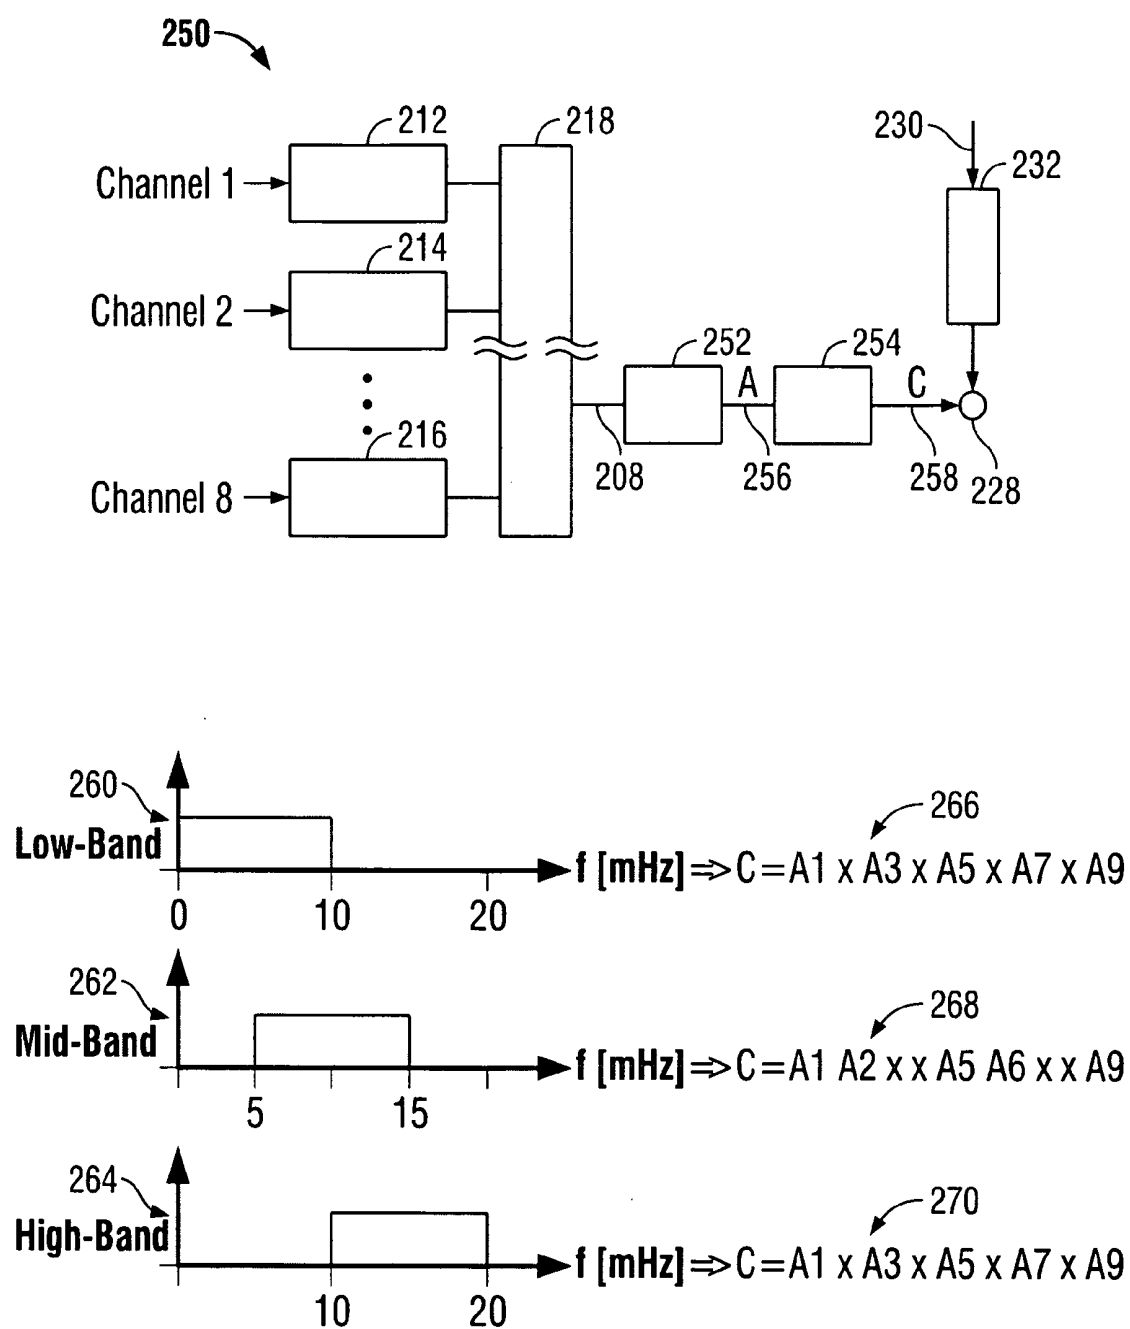 250
212
218
Channel 1
230
232
214
Channel 2
252
254
A
C
216
208
256
258
228
Channel 8
260
Low-Band
0
10
20
f [mHz] ⇒ C = A1 x A3 x A5 x A7 x A9
266
262
Mid-Band
5
15
f [mHz] ⇒ C = A1 A2 x x A5 A6 x x A9
268
264
High-Band
10
20
f [mHz] ⇒ C = A1 x A3 x A5 x A7 x A9
270